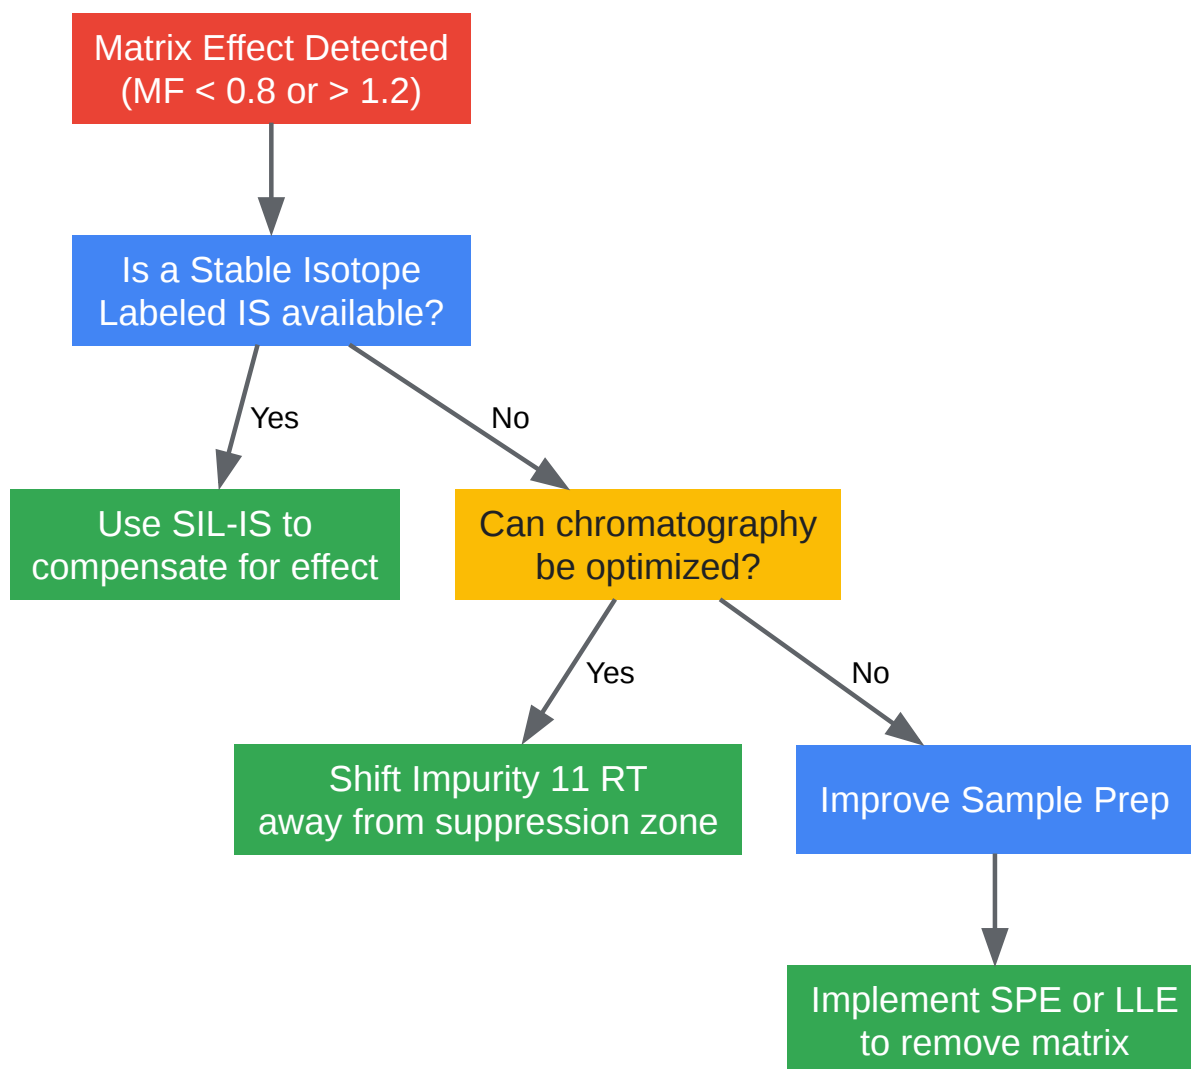 Matrix Effect Detected
(MF < 0.8 or > 1.2)
Is a Stable Isotope
Labeled IS available?
Yes
No
Use SIL-IS to
compensate for effect
Can chromatography
be optimized?
Yes
No
Shift Impurity 11 RT
away from suppression zone
Improve Sample Prep
Implement SPE or LLE
to remove matrix